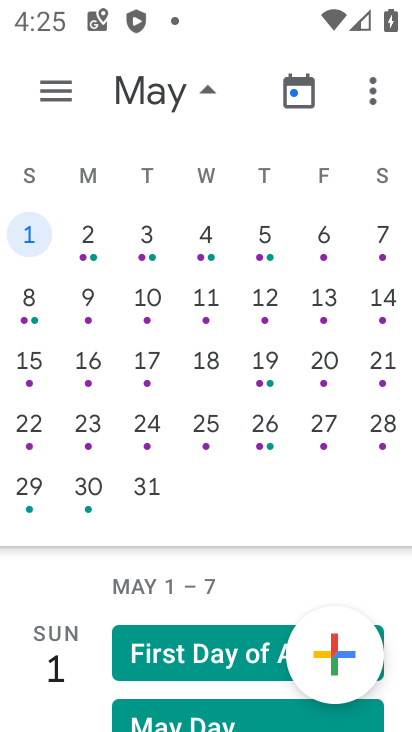 4:25
May
S M T W T F S
1 2 3 4 5 6 7
8 9 10 11 12 13 14
15 16 17 18 19 20 21
22 23 24 25 26 27 28
29 30 31
MAY 1 – 7
SUN
1
First Day of A
May Day